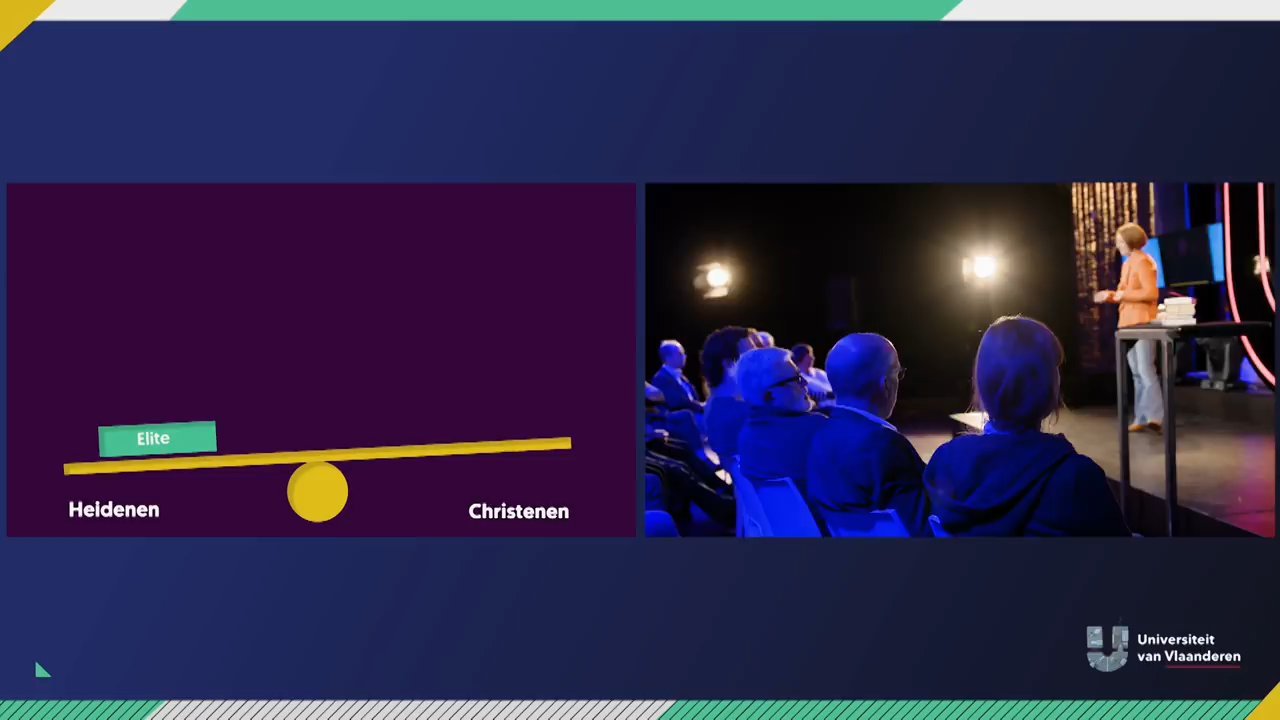 Elite
Heidenen
Christenen
Universiteit
van Vlaanderen